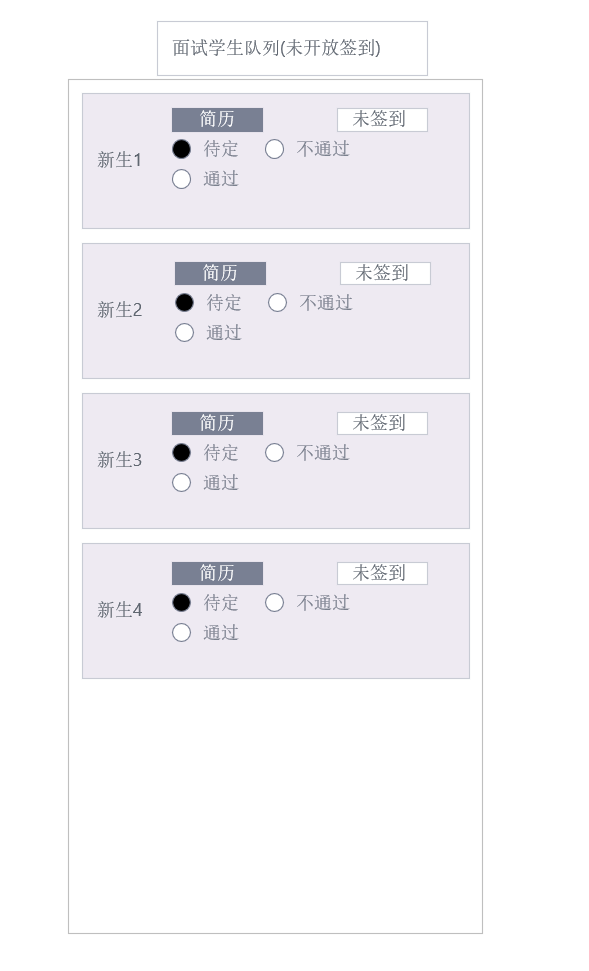 面试学生队列(未开放签到)
简历 未签到
待定 不通过
新生1
通过
简历 未签到
待定 不通过
新生2
通过
简历 未签到
待定 不通过
新生3
通过
简历 未签到
待定 不通过
新生4
通过